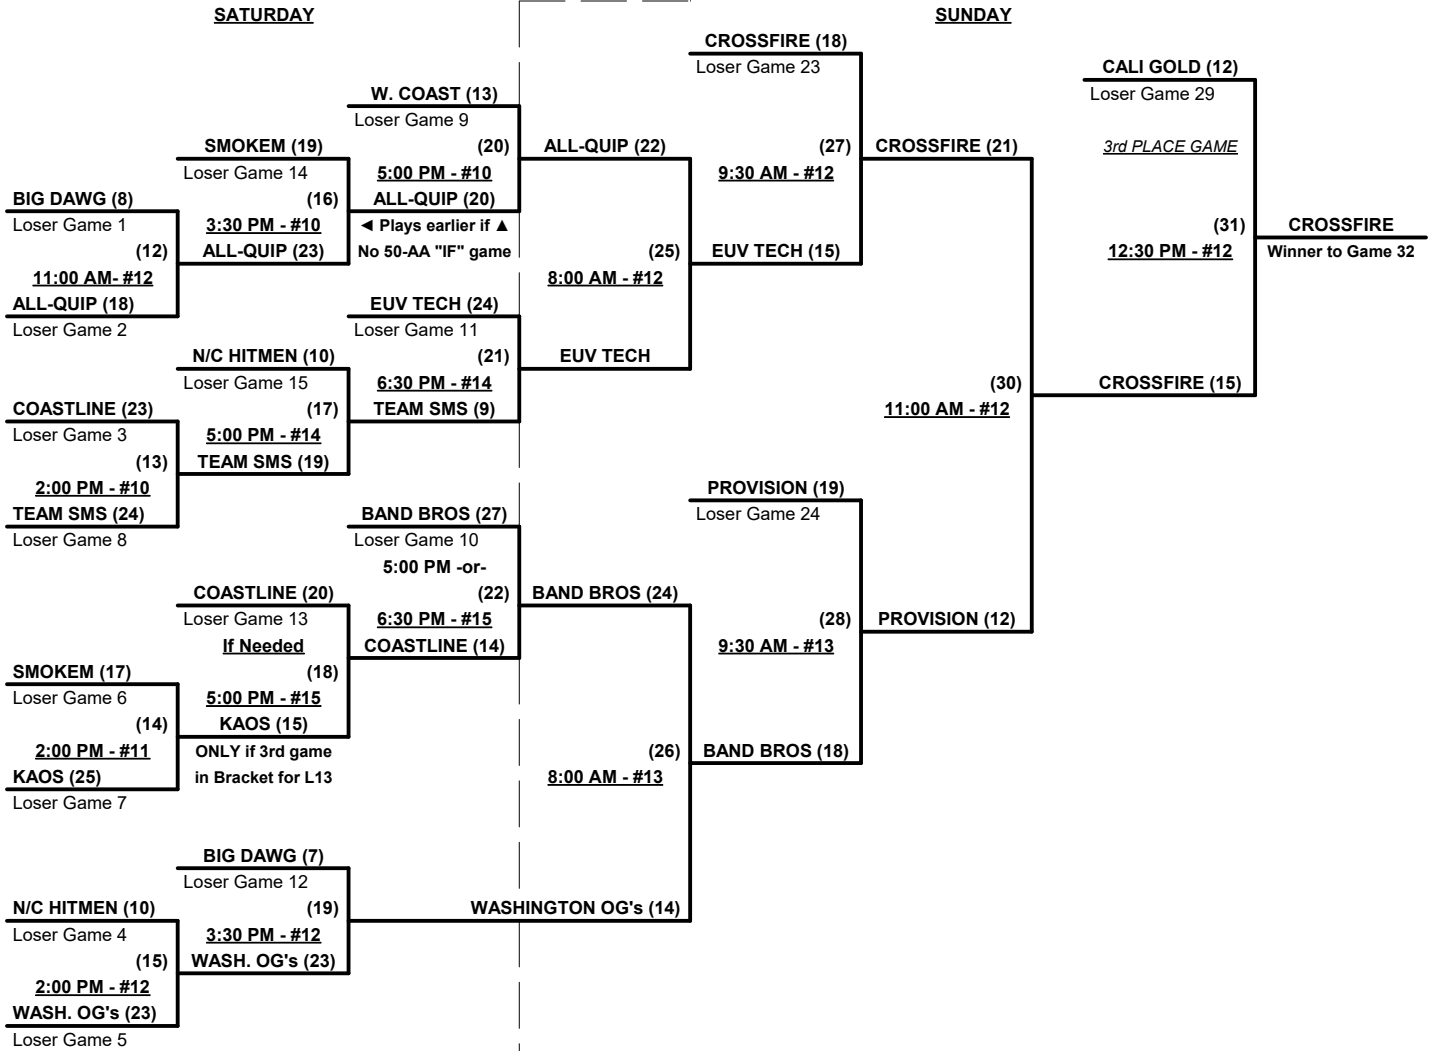 SATURDAY
SUNDAY
CROSSFIRE (18)
Loser Game 23
CALI GOLD (12)
Loser Game 29
W. COAST (13)
Loser Game 9
SMOKEM (19)
(20)
ALL-QUIP (22)
(27)
CROSSFIRE (21)
3rd PLACE GAME
Loser Game 14
5:00 PM - #10
9:30 AM - #12
BIG DAWG (8)
(16)
ALL-QUIP (20)
Loser Game 1
3:30 PM - #10
◄ Plays earlier if ▲
(31)
CROSSFIRE
(12)
ALL-QUIP (23)
No 50-AA "IF" game
(25)
EUV TECH (15)
12:30 PM - #12
Winner to Game 32
11:00 AM- #12
8:00 AM - #12
ALL-QUIP (18)
EUV TECH (24)
Loser Game 2
Loser Game 11
N/C HITMEN (10)
(21)
EUV TECH
Loser Game 15
6:30 PM - #14
(30)
CROSSFIRE (15)
COASTLINE (23)
(17)
TEAM SMS (9)
11:00 AM - #12
Loser Game 3
5:00 PM - #14
(13)
TEAM SMS (19)
2:00 PM - #10
PROVISION (19)
TEAM SMS (24)
BAND BROS (27)
Loser Game 24
Loser Game 8
Loser Game 10
5:00 PM -or-
COASTLINE (20)
(22)
BAND BROS (24)
Loser Game 13
6:30 PM - #15
(28)
PROVISION (12)
If Needed
COASTLINE (14)
9:30 AM - #13
SMOKEM (17)
(18)
Loser Game 6
5:00 PM - #15
(14)
KAOS (15)
2:00 PM - #11
ONLY if 3rd game
(26)
BAND BROS (18)
KAOS (25)
in Bracket for L13
8:00 AM - #13
Loser Game 7
BIG DAWG (7)
Loser Game 12
N/C HITMEN (10)
(19)
WASHINGTON OG's (14)
Loser Game 4
3:30 PM - #12
(15)
WASH. OG's (23)
2:00 PM - #12
WASH. OG's (23)
Loser Game 5